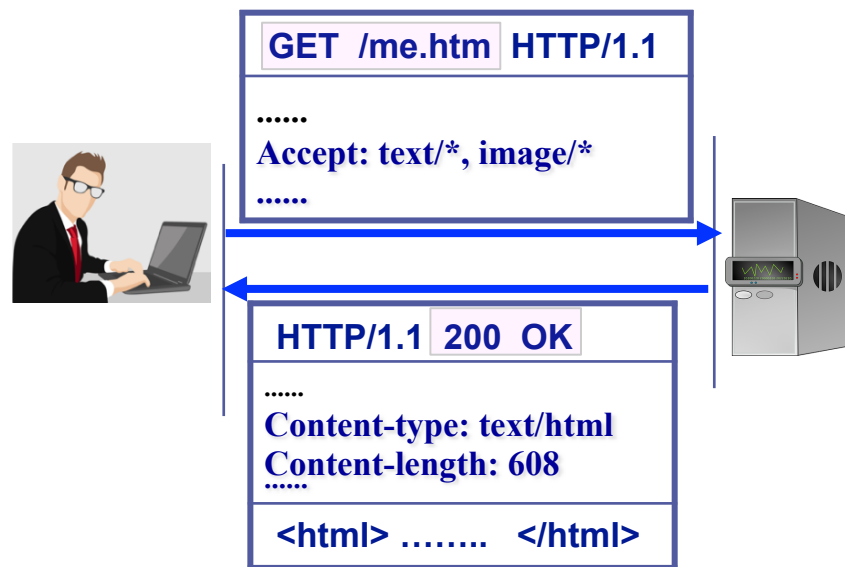 GET /me.htm HTTP/1.1
......
Accept: text/*, image/*
......
HTTP/1.1 200 OK
......
Content-type: text/html
Content-length: 608
......
<html> …….. </html>